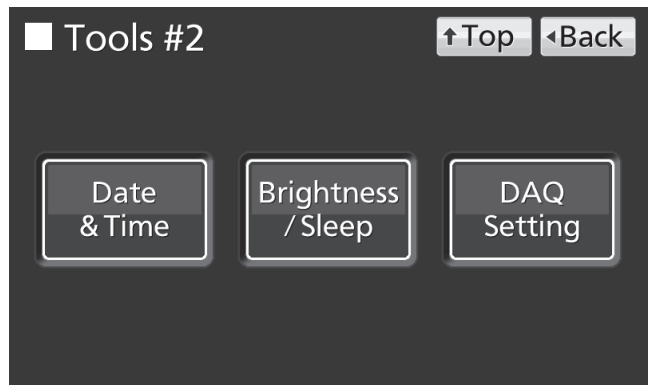 Tools #2
↑Top
◂Back
Date
& Time
Brightness
/ Sleep
DAQ
Setting